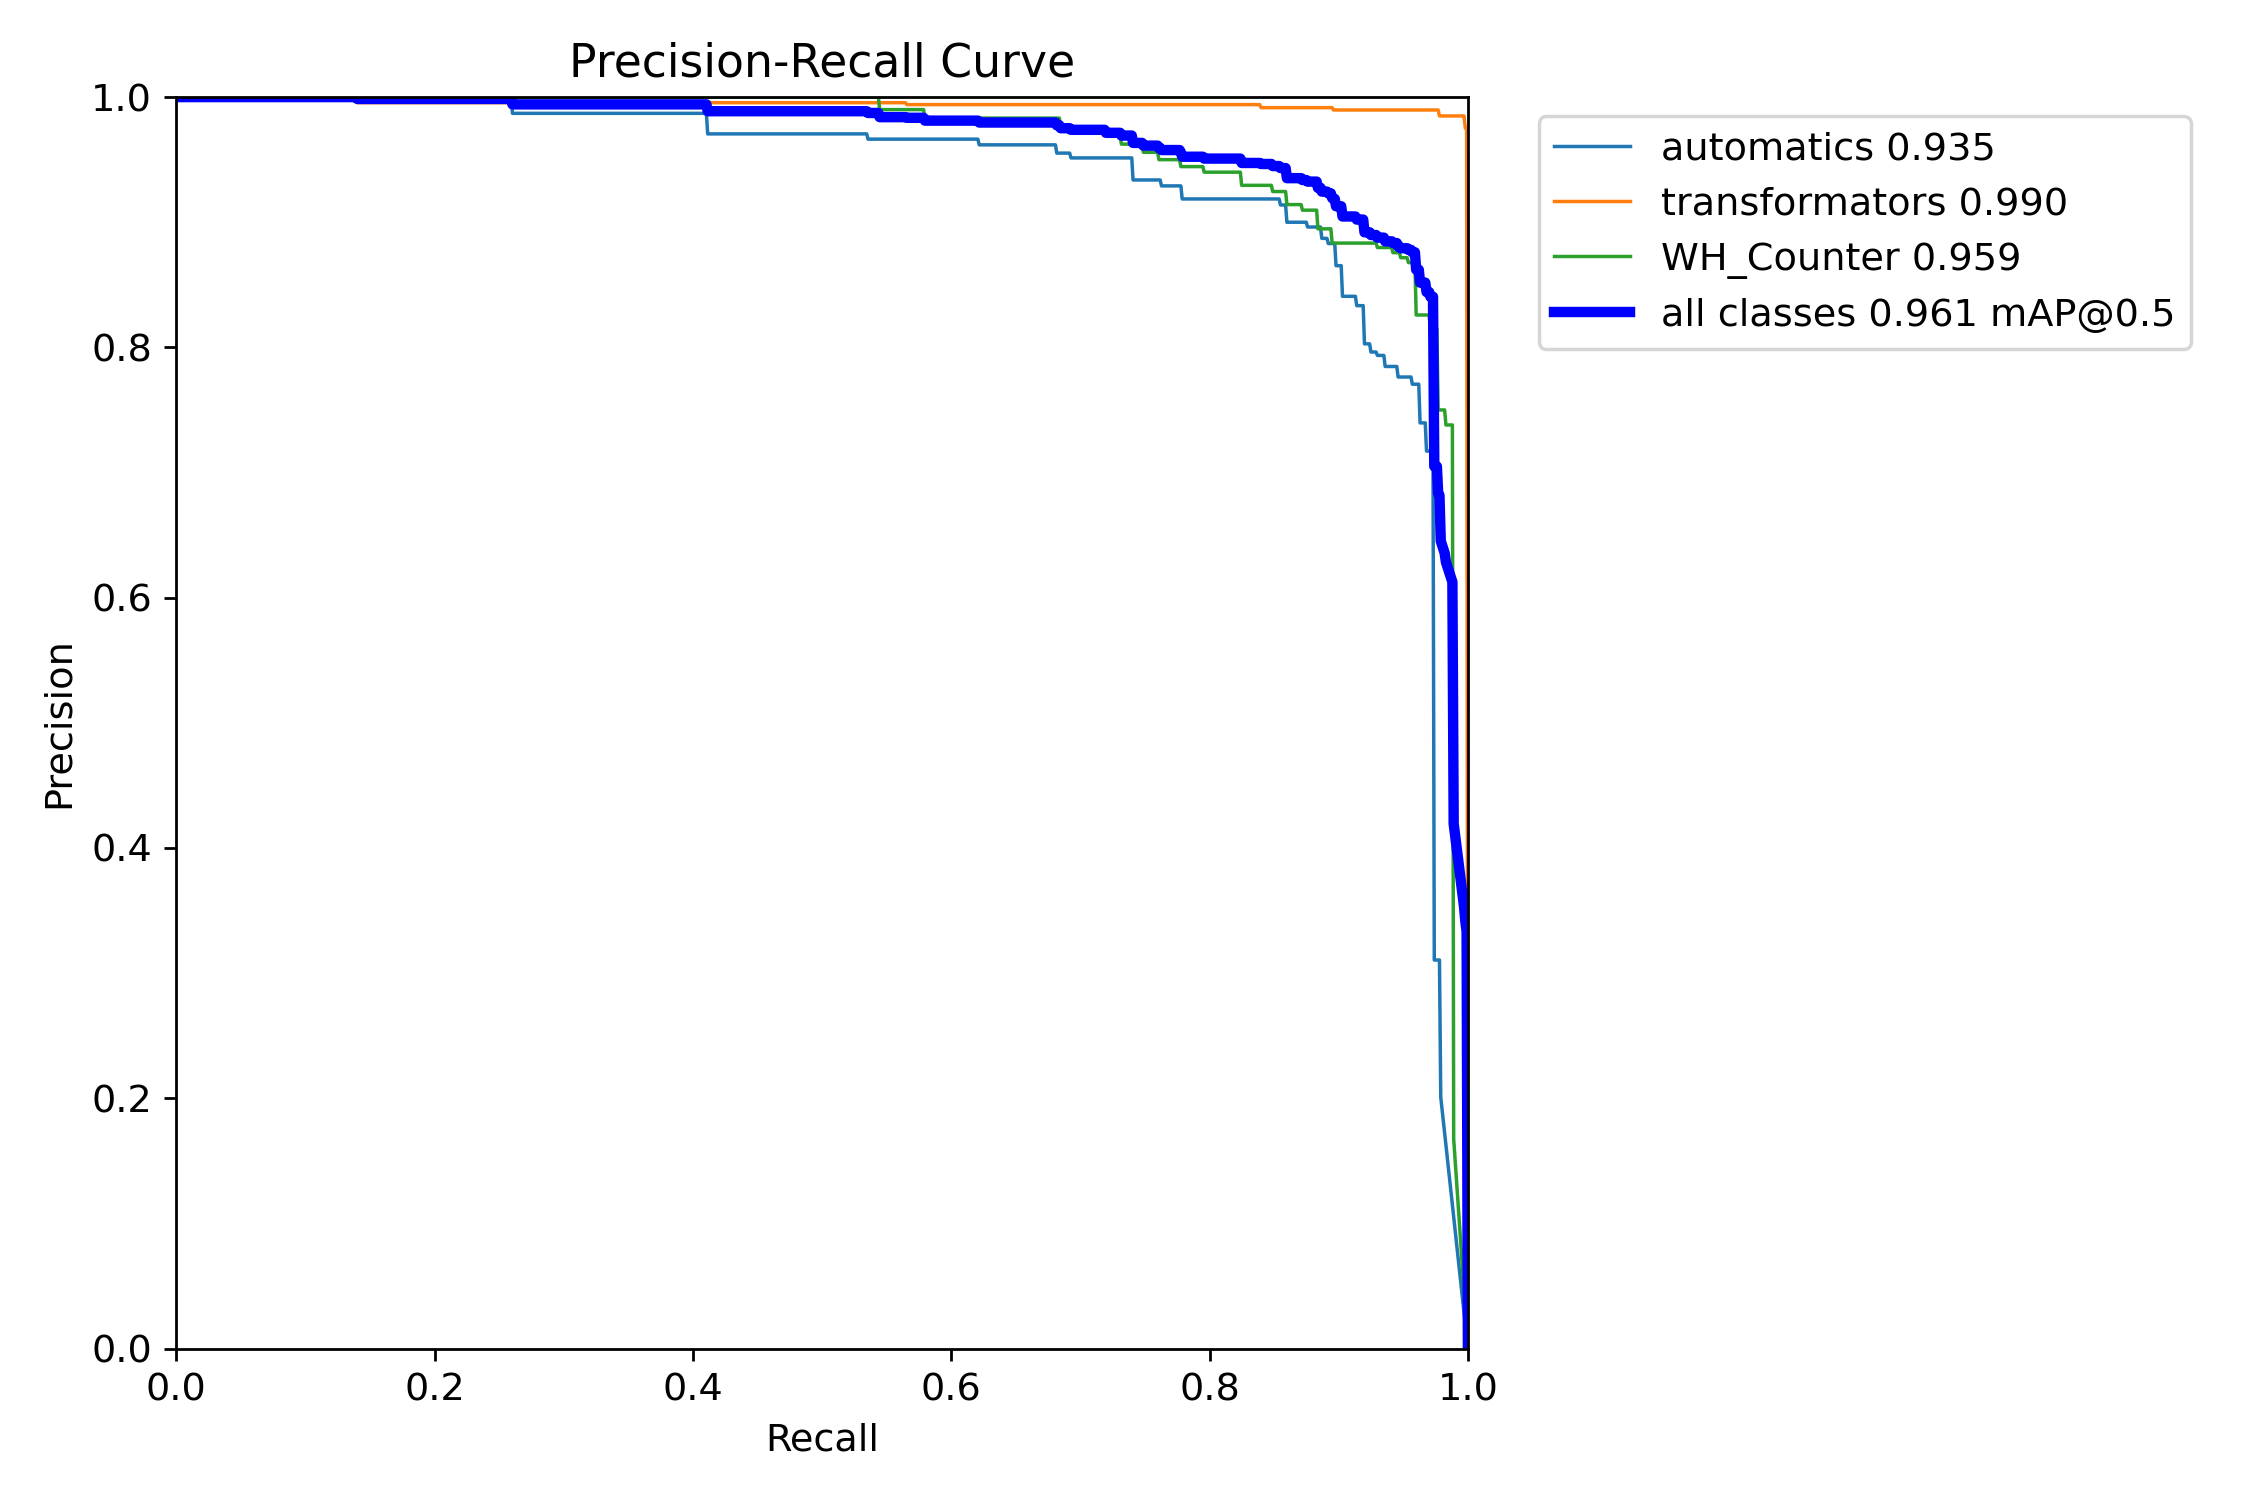 Precision-Recall Curve
1.0
0.8
0.6
0.4
0.2
0.0
Precision
0.0 0.2 0.4 0.6 0.8 1.0
Recall
automatics 0.935
transformators 0.990
WH_Counter 0.959
all classes 0.961 mAP@0.5